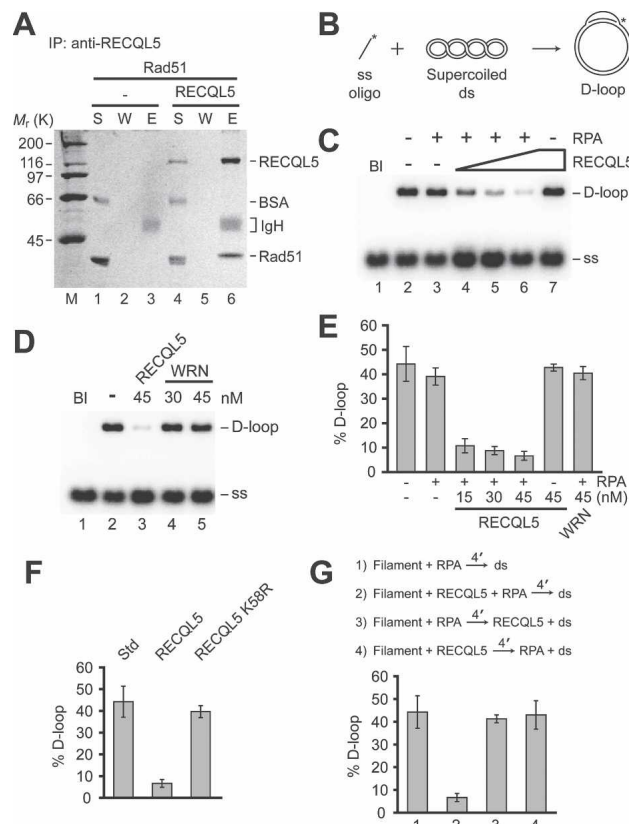 A
IP: anti-RECQL5
Rad51
- RECQL5
Mr (K) S W E S W E
200
116
97
66
45
RECQL5
BSA
IgH
Rad51
M 1 2 3 4 5 6
B
* + → *
ss oligo
Supercoiled ds
D-loop
C
- + + + + - RPA
Bl - - RECQL5
D-loop
ss
1 2 3 4 5 6 7
D
RECQL5 WRN
Bl - 45 30 45 nM
D-loop
ss
1 2 3 4 5
E
% D-loop
60
50
40
30
20
10
0
- + + + + - + RPA
- - 15 30 45 45 45 (nM)
RECQL5 WRN
F
Std RECQL5 RECQL5 K58R
% D-loop
60
50
40
30
20
10
0
G
1) Filament + RPA 4′→ ds
2) Filament + RECQL5 + RPA 4′→ ds
3) Filament + RPA 4′→ RECQL5 + ds
4) Filament + RECQL5 4′→ RPA + ds
% D-loop
60
50
40
30
20
10
0
1 2 3 4